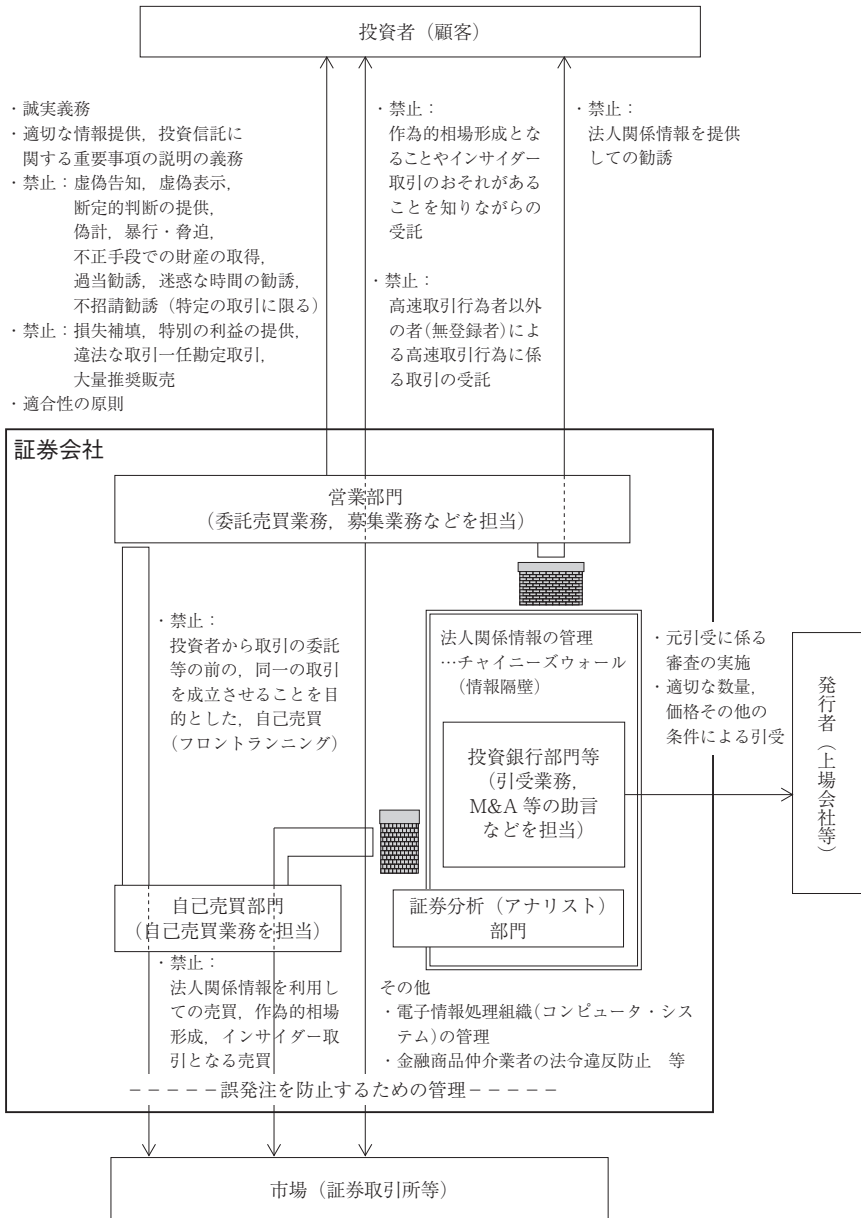 投資者（顧客）
・誠実義務
・適切な情報提供，投資信託に
関する重要事項の説明の義務
・禁止：虚偽告知，虚偽表示，
断定的判断の提供，
偽計，暴行・脅迫，
不正手段での財産の取得，
過当勧誘，迷惑な時間の勧誘，
不招請勧誘（特定の取引に限る）
・禁止：損失補填，特別の利益の提供，
違法な取引一任勘定取引，
大量推奨販売
・適合性の原則
・禁止：
作為的相場形成とな
ることやインサイダー
取引のおそれがある
ことを知りながらの
受託
・禁止：
高速取引行為者以外
の者（無登録者）によ
る高速取引行為に係
る取引の受託
・禁止：
法人関係情報を提供
しての勧誘
証券会社
営業部門
（委託売買業務，募集業務などを担当）
・禁止：
投資者から取引の委託
等の前の，同一の取引
を成立させることを目
的とした，自己売買
（フロントランニング）
法人関係情報の管理
…チャイニーズウォール
（情報隔壁）
投資銀行部門等
（引受業務，
M&A 等の助言
などを担当）
・元引受に係る
審査の実施
・適切な数量，
価格その他の
条件による引受
発行者（上場会社等）
自己売買部門
（自己売買業務を担当）
証券分析（アナリスト）
部門
・禁止：
法人関係情報を利用し
ての売買，作為的相場
形成，インサイダー取
引となる売買
その他
・電子情報処理組織（コンピュータ・シス
テム）の管理
・金融商品仲介業者の法令違反防止　等
－－－－－誤発注を防止するための管理－－－－－
市場（証券取引所等）